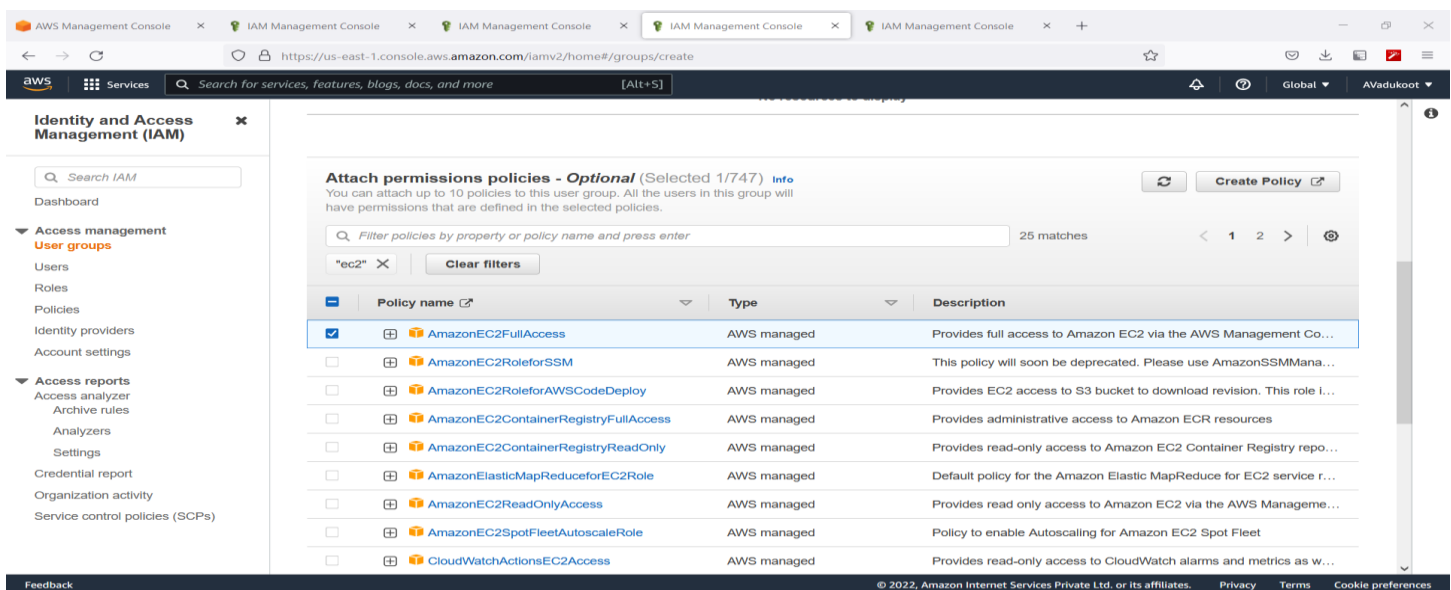 AWS Management Console
IAM Management Console
IAM Management Console
IAM Management Console
IAM Management Console
https://us-east-1.console.aws.amazon.com/iamv2/home#/groups/create
aws Services Search for services, features, blogs, docs, and more [Alt+S] Global AVadukoot
Identity and Access Management (IAM)
Search IAM
Dashboard
Access management
User groups
Users
Roles
Policies
Identity providers
Account settings
Access reports
Access analyzer
Archive rules
Analyzers
Settings
Credential report
Organization activity
Service control policies (SCPs)
No resources to display
Attach permissions policies - Optional (Selected 1/747) Info
You can attach up to 10 policies to this user group. All the users in this group will
have permissions that are defined in the selected policies.
Create Policy
Filter policies by property or policy name and press enter
25 matches
1 2
"ec2"
Clear filters
Policy name Type Description
AmazonEC2FullAccess AWS managed Provides full access to Amazon EC2 via the AWS Management Co...
AmazonEC2RoleforSSM AWS managed This policy will soon be deprecated. Please use AmazonSSMMana...
AmazonEC2RoleforAWSCodeDeploy AWS managed Provides EC2 access to S3 bucket to download revision. This role i...
AmazonEC2ContainerRegistryFullAccess AWS managed Provides administrative access to Amazon ECR resources
AmazonEC2ContainerRegistryReadOnly AWS managed Provides read-only access to Amazon EC2 Container Registry repo...
AmazonElasticMapReduceforEC2Role AWS managed Default policy for the Amazon Elastic MapReduce for EC2 service r...
AmazonEC2ReadOnlyAccess AWS managed Provides read only access to Amazon EC2 via the AWS Manageme...
AmazonEC2SpotFleetAutoscaleRole AWS managed Policy to enable Autoscaling for Amazon EC2 Spot Fleet
CloudWatchActionsEC2Access AWS managed Provides read-only access to CloudWatch alarms and metrics as w...
Feedback © 2022, Amazon Internet Services Private Ltd. or its affiliates. Privacy Terms Cookie preferences